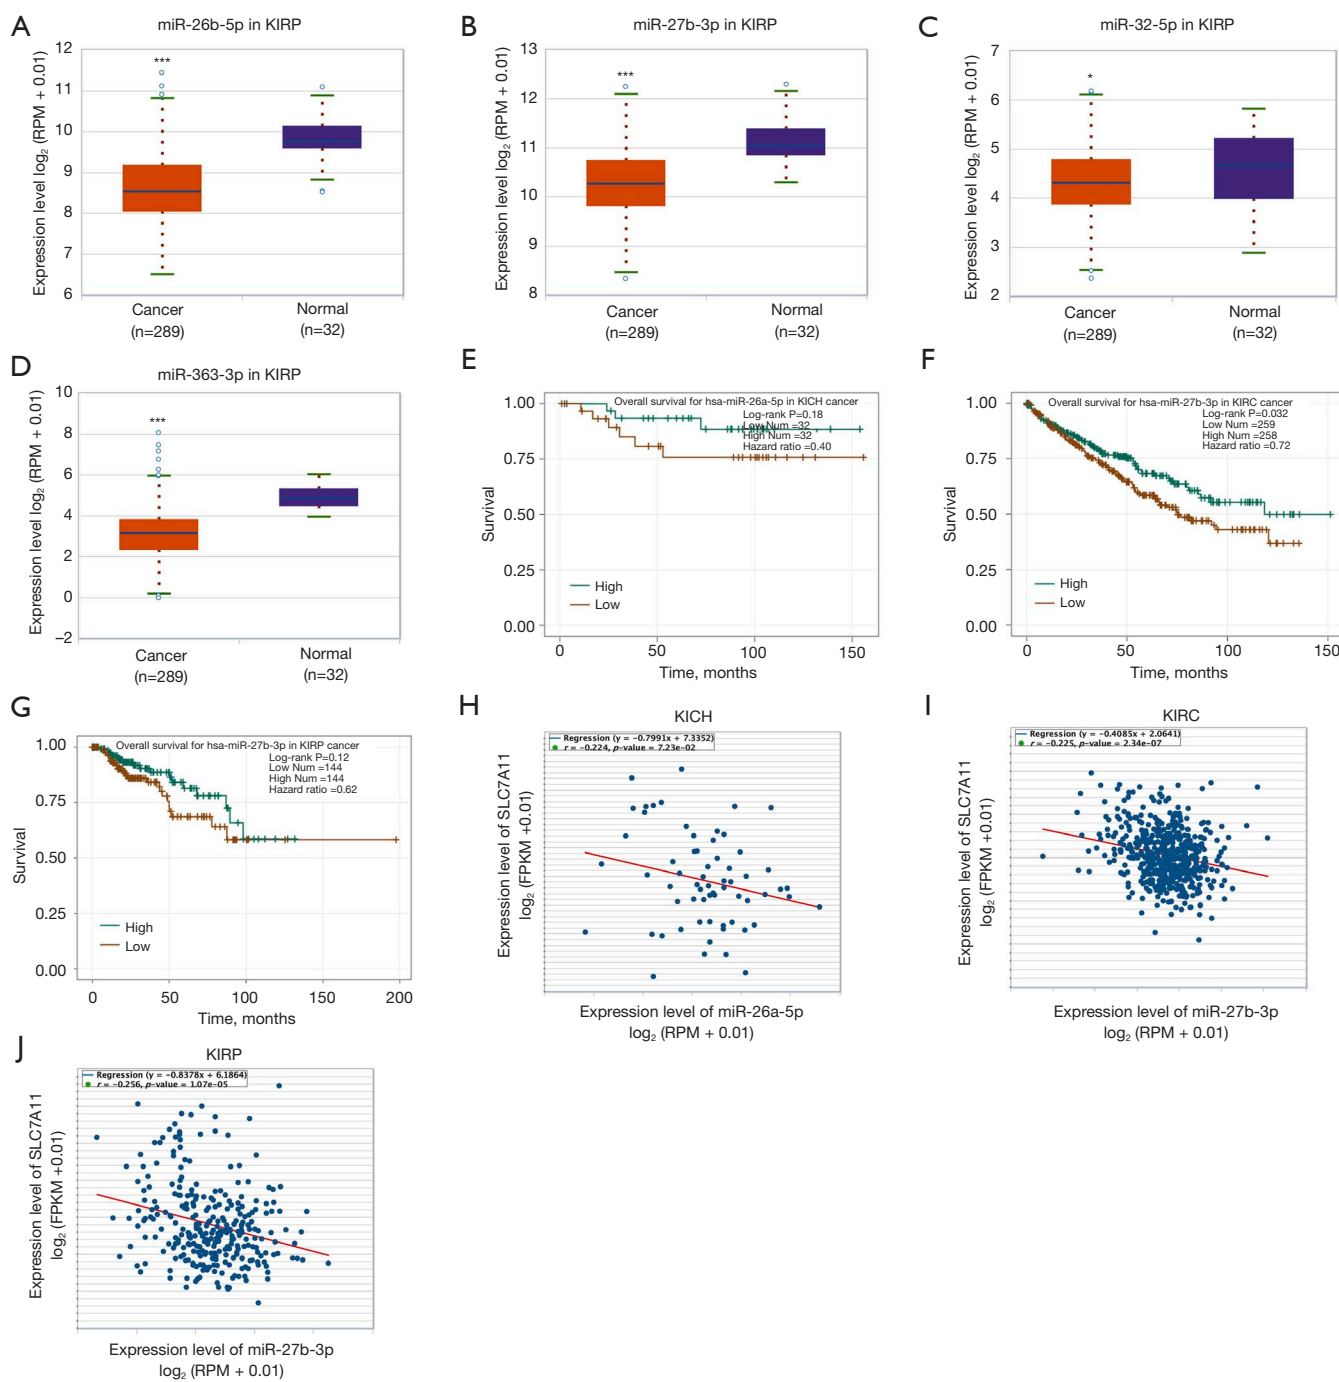 A
miR-26b-5p in KIRP
Expression level log₂ (RPM + 0.01)
12
11
10
9
8
7
6
***
Cancer
(n=289)
Normal
(n=32)
B
miR-27b-3p in KIRP
Expression level log₂ (RPM + 0.01)
13
12
11
10
9
8
***
Cancer
(n=289)
Normal
(n=32)
C
miR-32-5p in KIRP
Expression level log₂ (RPM + 0.01)
7
6
5
4
3
2
*
Cancer
(n=289)
Normal
(n=32)
D
miR-363-3p in KIRP
Expression level log₂ (RPM + 0.01)
10
8
6
4
2
0
−2
***
Cancer
(n=289)
Normal
(n=32)
E
Overall survival for hsa-miR-26a-5p in KICH cancer
Log-rank P=0.18
Low Num =32
High Num =32
Hazard ratio =0.40
Survival
1.00
0.75
0.50
0.25
0.00
High
Low
0 50 100 150
Time, months
F
Overall survival for hsa-miR-27b-3p in KIRC cancer
Log-rank P=0.032
Low Num =259
High Num =258
Hazard ratio =0.72
Survival
1.00
0.75
0.50
0.25
0.00
High
Low
0 50 100 150
Time, months
G
Overall survival for hsa-miR-27b-3p in KIRP cancer
Log-rank P=0.12
Low Num =144
High Num =144
Hazard ratio =0.62
Survival
1.00
0.75
0.50
0.25
0.00
High
Low
0 50 100 150 200
Time, months
H
KICH
Regression (y = −0.7991x + 7.3352)
r = −0.224, p-value = 7.23e-02
Expression level of SLC7A11
log₂ (FPKM +0.01)
Expression level of miR-26a-5p
log₂ (RPM + 0.01)
I
KIRC
Regression (y = −0.4085x + 2.0641)
r = −0.225, p-value = 2.34e-07
Expression level of SLC7A11
log₂ (FPKM +0.01)
Expression level of miR-27b-3p
log₂ (RPM + 0.01)
J
KIRP
Regression (y = −0.8378x + 6.1864)
r = −0.256, p-value = 1.07e-05
Expression level of SLC7A11
log₂ (FPKM +0.01)
Expression level of miR-27b-3p
log₂ (RPM + 0.01)